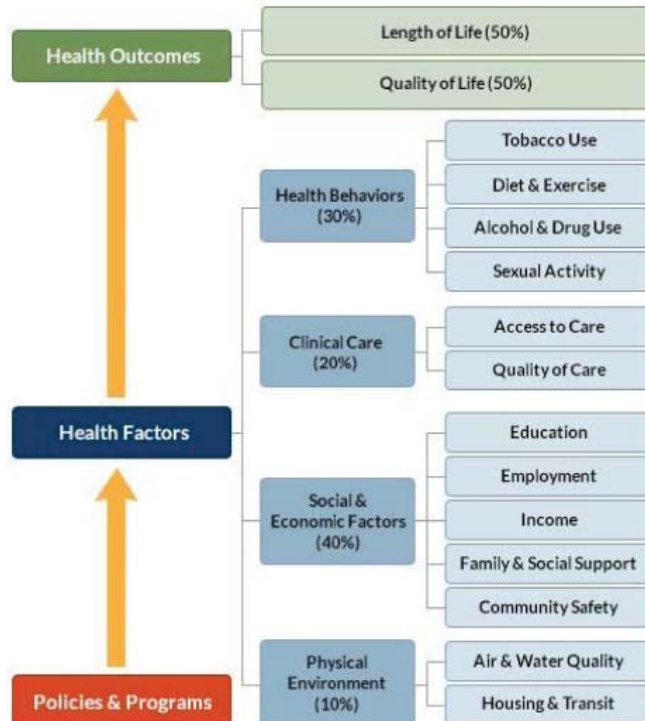 Health Outcomes
Length of Life (50%)
Quality of Life (50%)
Health Factors
Health Behaviors
(30%)
Tobacco Use
Diet & Exercise
Alcohol & Drug Use
Sexual Activity
Clinical Care
(20%)
Access to Care
Quality of Care
Social &
Economic Factors
(40%)
Education
Employment
Income
Family & Social Support
Community Safety
Physical
Environment
(10%)
Air & Water Quality
Housing & Transit
Policies & Programs